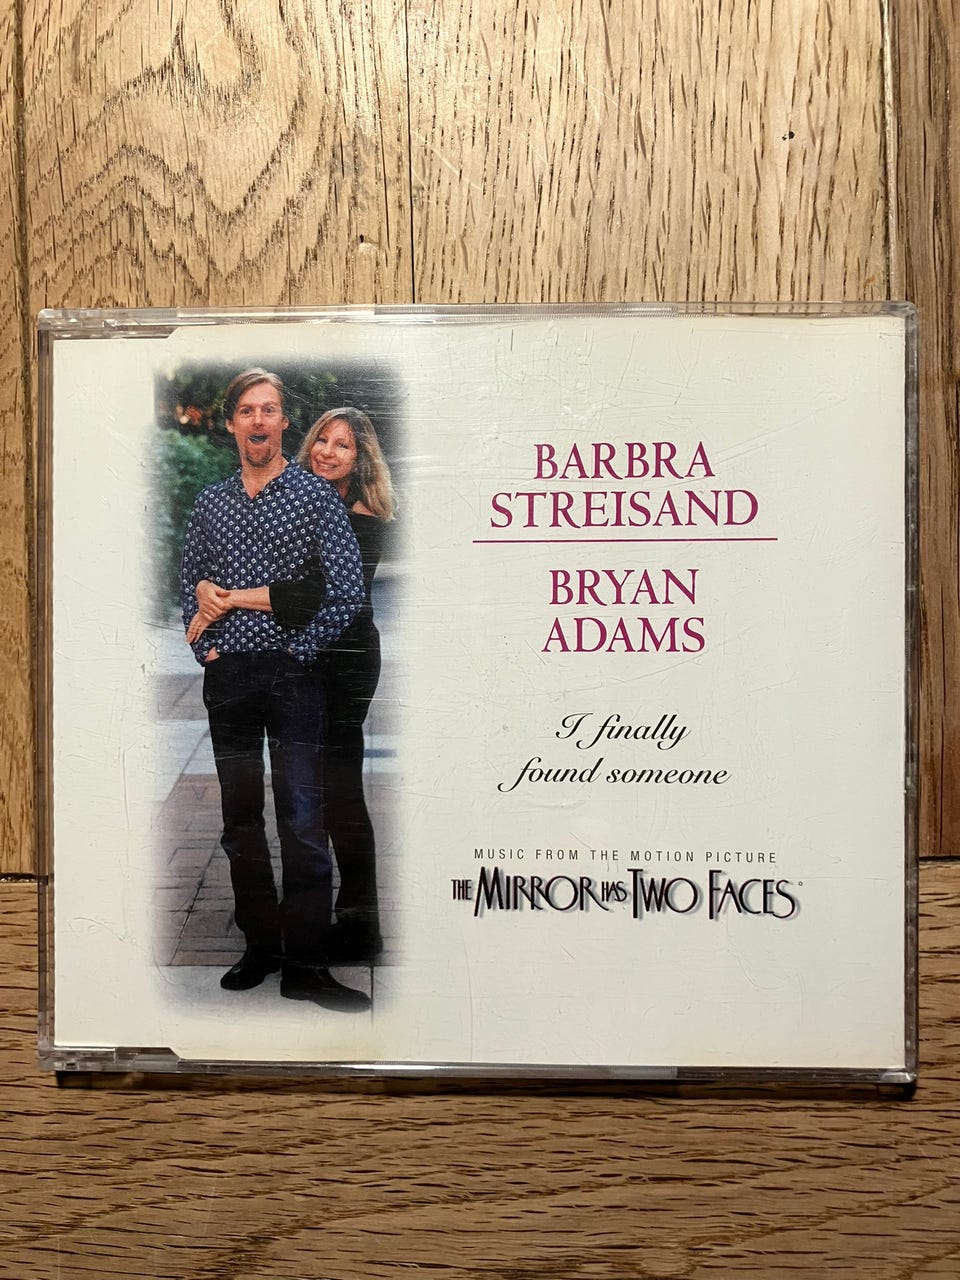 BARBRA
STREISAND
BRYAN
ADAMS
I finally
found someone
MUSIC FROM THE MOTION PICTURE
THE MIRROR HAS TWO FACES